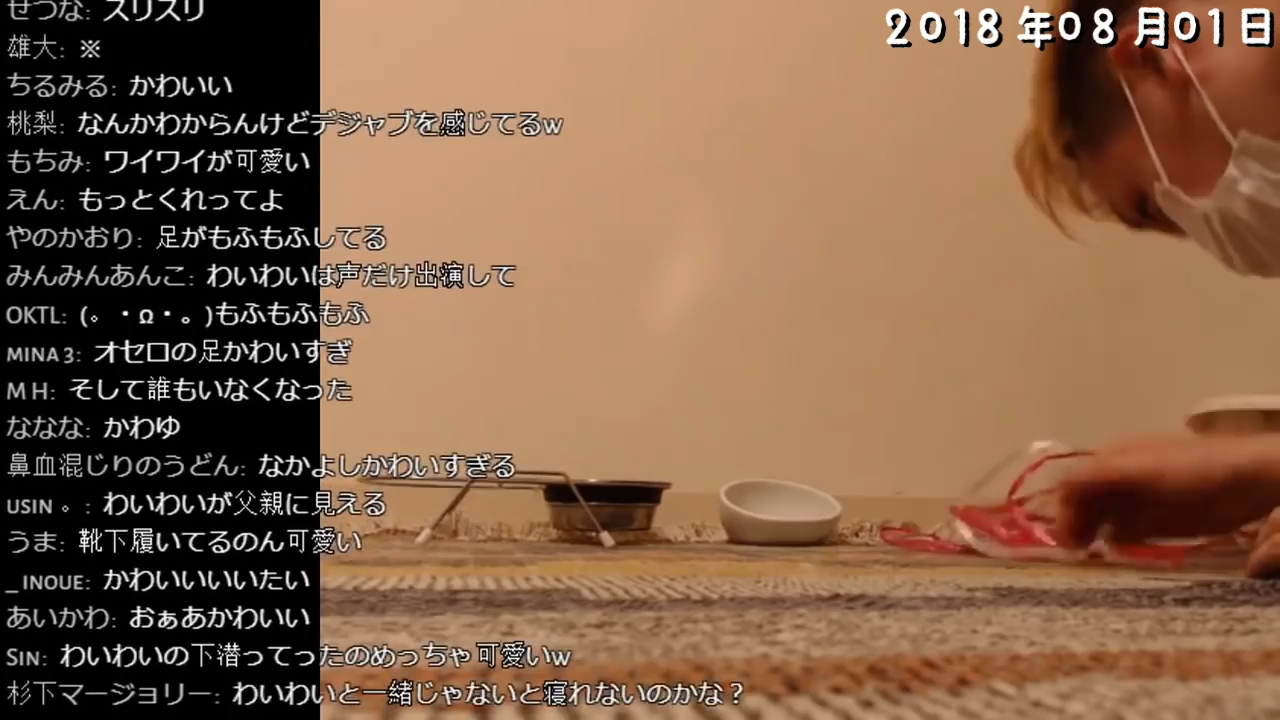 せつな: スリスリ
2018年08月01日
雄大: ※
ちるみる: かわいい
桃梨: なんかわからんけどデジャブを感じてるw
もちみ: ワイワイが可愛い
えん: もっとくれってよ
やのかおり: 足がもふもふしてる
みんみんあんこ: わいわいは声だけ出演して
OKTL: (。・Ω・。)もふもふもふ
MINA 3: オセロの足かわいすぎ
M H: そして誰もいなくなった
ななな: かわゆ
鼻血混じりのうどん: なかよしかわいすぎる
USIN。: わいわいが父親に見える
うま: 靴下履いてるのん可愛い
_ INOUE: かわいいいいたい
あいかわ: おぁあかわいい
SIN: わいわいの下潜ってったのめっちゃ可愛いw
杉下マージョリー: わいわいと一緒じゃないと寝れないのかな?